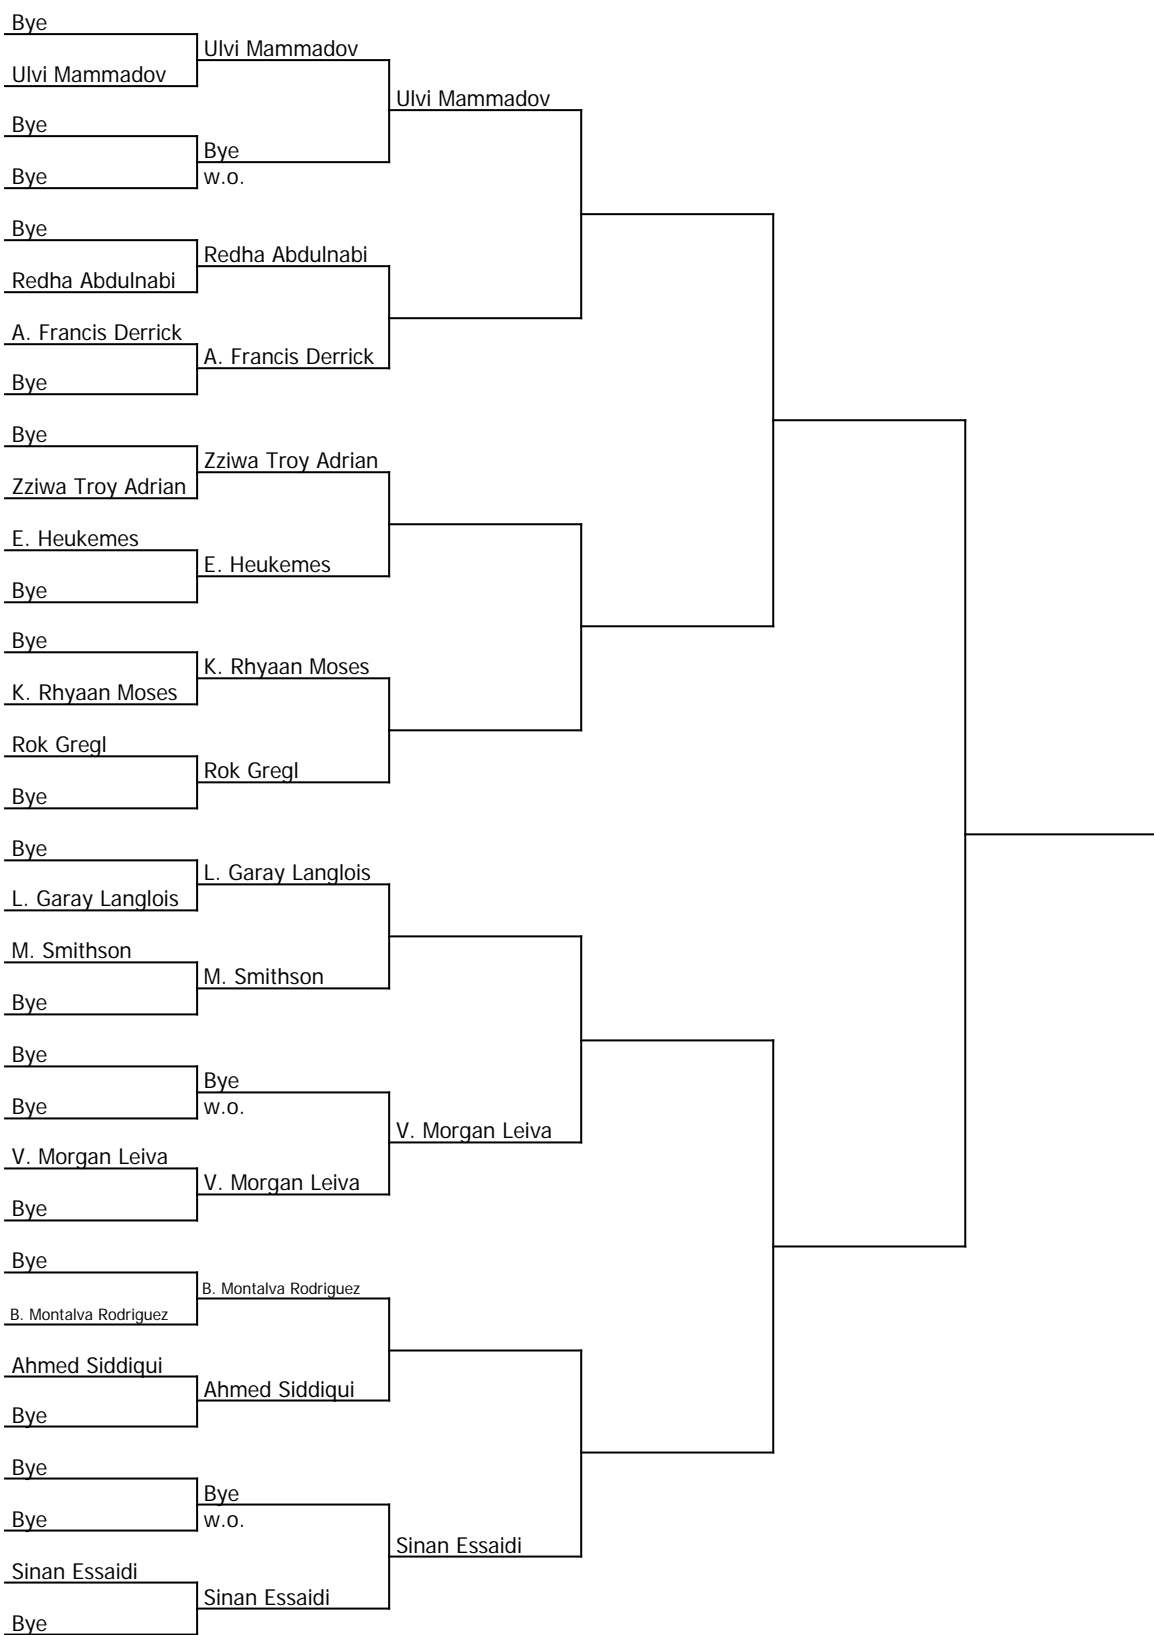 Bye
Ulvi Mammadov
Ulvi Mammadov
Ulvi Mammadov
Bye
Bye
Bye
w.o.
Bye
Redha Abdulnabi
Redha Abdulnabi
A. Francis Derrick
A. Francis Derrick
Bye
Bye
Zziwa Troy Adrian
Zziwa Troy Adrian
E. Heukemes
E. Heukemes
Bye
Bye
K. Rhyaan Moses
K. Rhyaan Moses
Rok Gregl
Rok Gregl
Bye
Bye
L. Garay Langlois
L. Garay Langlois
M. Smithson
M. Smithson
Bye
Bye
Bye
Bye
w.o.
V. Morgan Leiva
V. Morgan Leiva
V. Morgan Leiva
Bye
Bye
B. Montalva Rodriguez
B. Montalva Rodriguez
Ahmed Siddiqui
Ahmed Siddiqui
Bye
Bye
Bye
Bye
w.o.
Sinan Essaidi
Sinan Essaidi
Sinan Essaidi
Bye